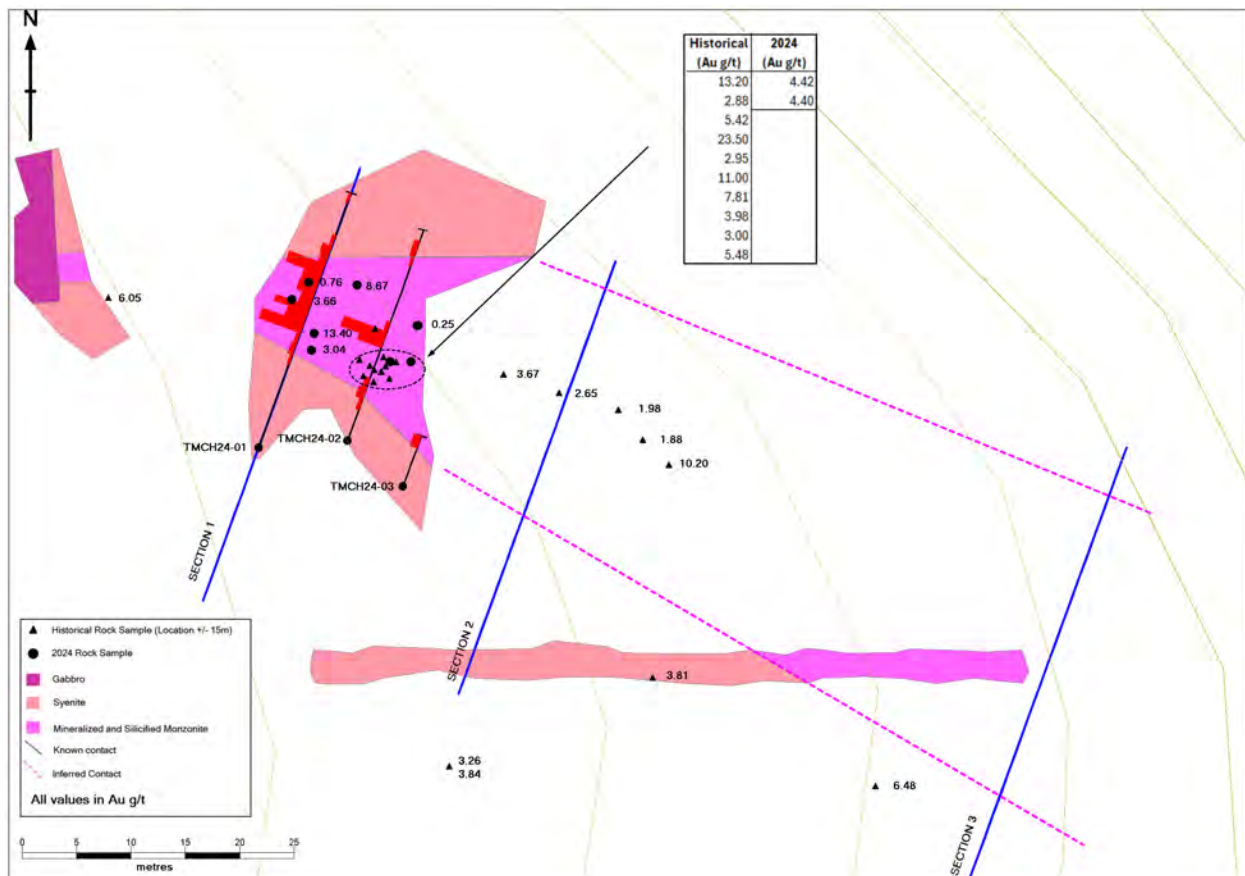 N
Historical 2024
(Au g/t) (Au g/t)
13.20 4.42
2.88 4.40
5.42
23.50
2.95
11.00
7.81
3.98
3.00
5.48
6.05
0.76
8.67
3.66
0.25
13.40
3.04
3.67
2.65
1.98
1.88
10.20
TMCH24-01
TMCH24-02
TMCH24-03
SECTION 1
SECTION 2
3.81
3.26
3.84
6.48
SECTION 3
Historical Rock Sample (Location +/- 15m)
2024 Rock Sample
Gabbro
Syenite
Mineralized and Silicified Monzonite
Known contact
Inferred Contact
All values in Au g/t
0 5 10 15 20 25
metres